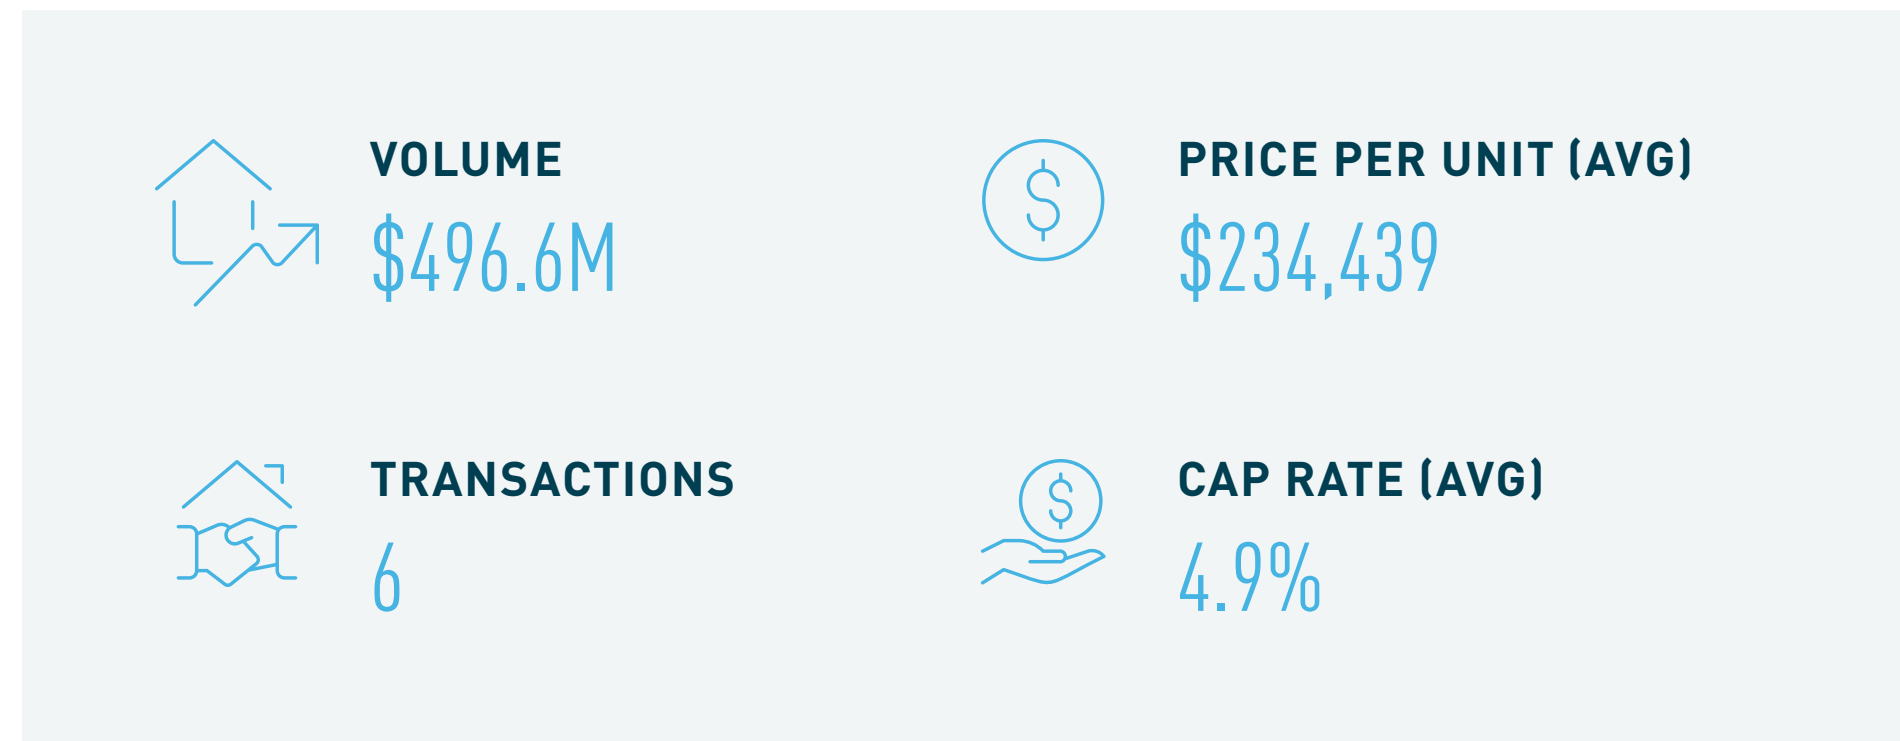 VOLUME
$496.6M
PRICE PER UNIT (AVG)
$234,439
TRANSACTIONS
6
CAP RATE (AVG)
4.9%